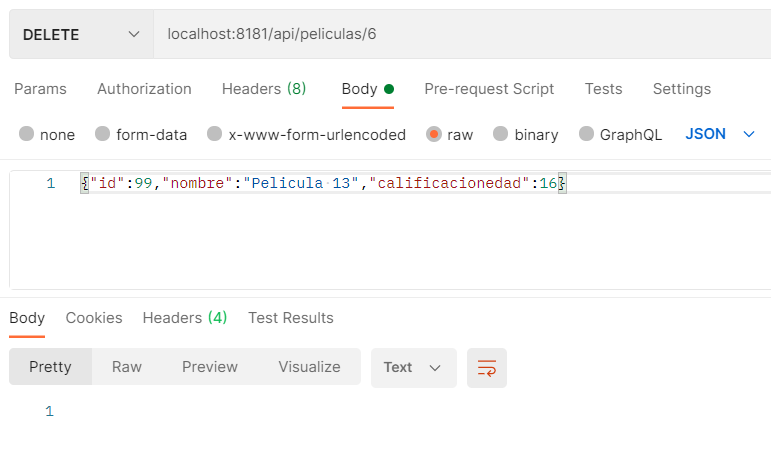 DELETE localhost:8181/api/peliculas/6
Params Authorization Headers (8) Body Pre-request Script Tests Settings
none form-data x-www-form-urlencoded raw binary GraphQL JSON
1 {"id":99,"nombre":"Pelicula 13","calificacionedad":16}
Body Cookies Headers (4) Test Results
Pretty Raw Preview Visualize Text
1